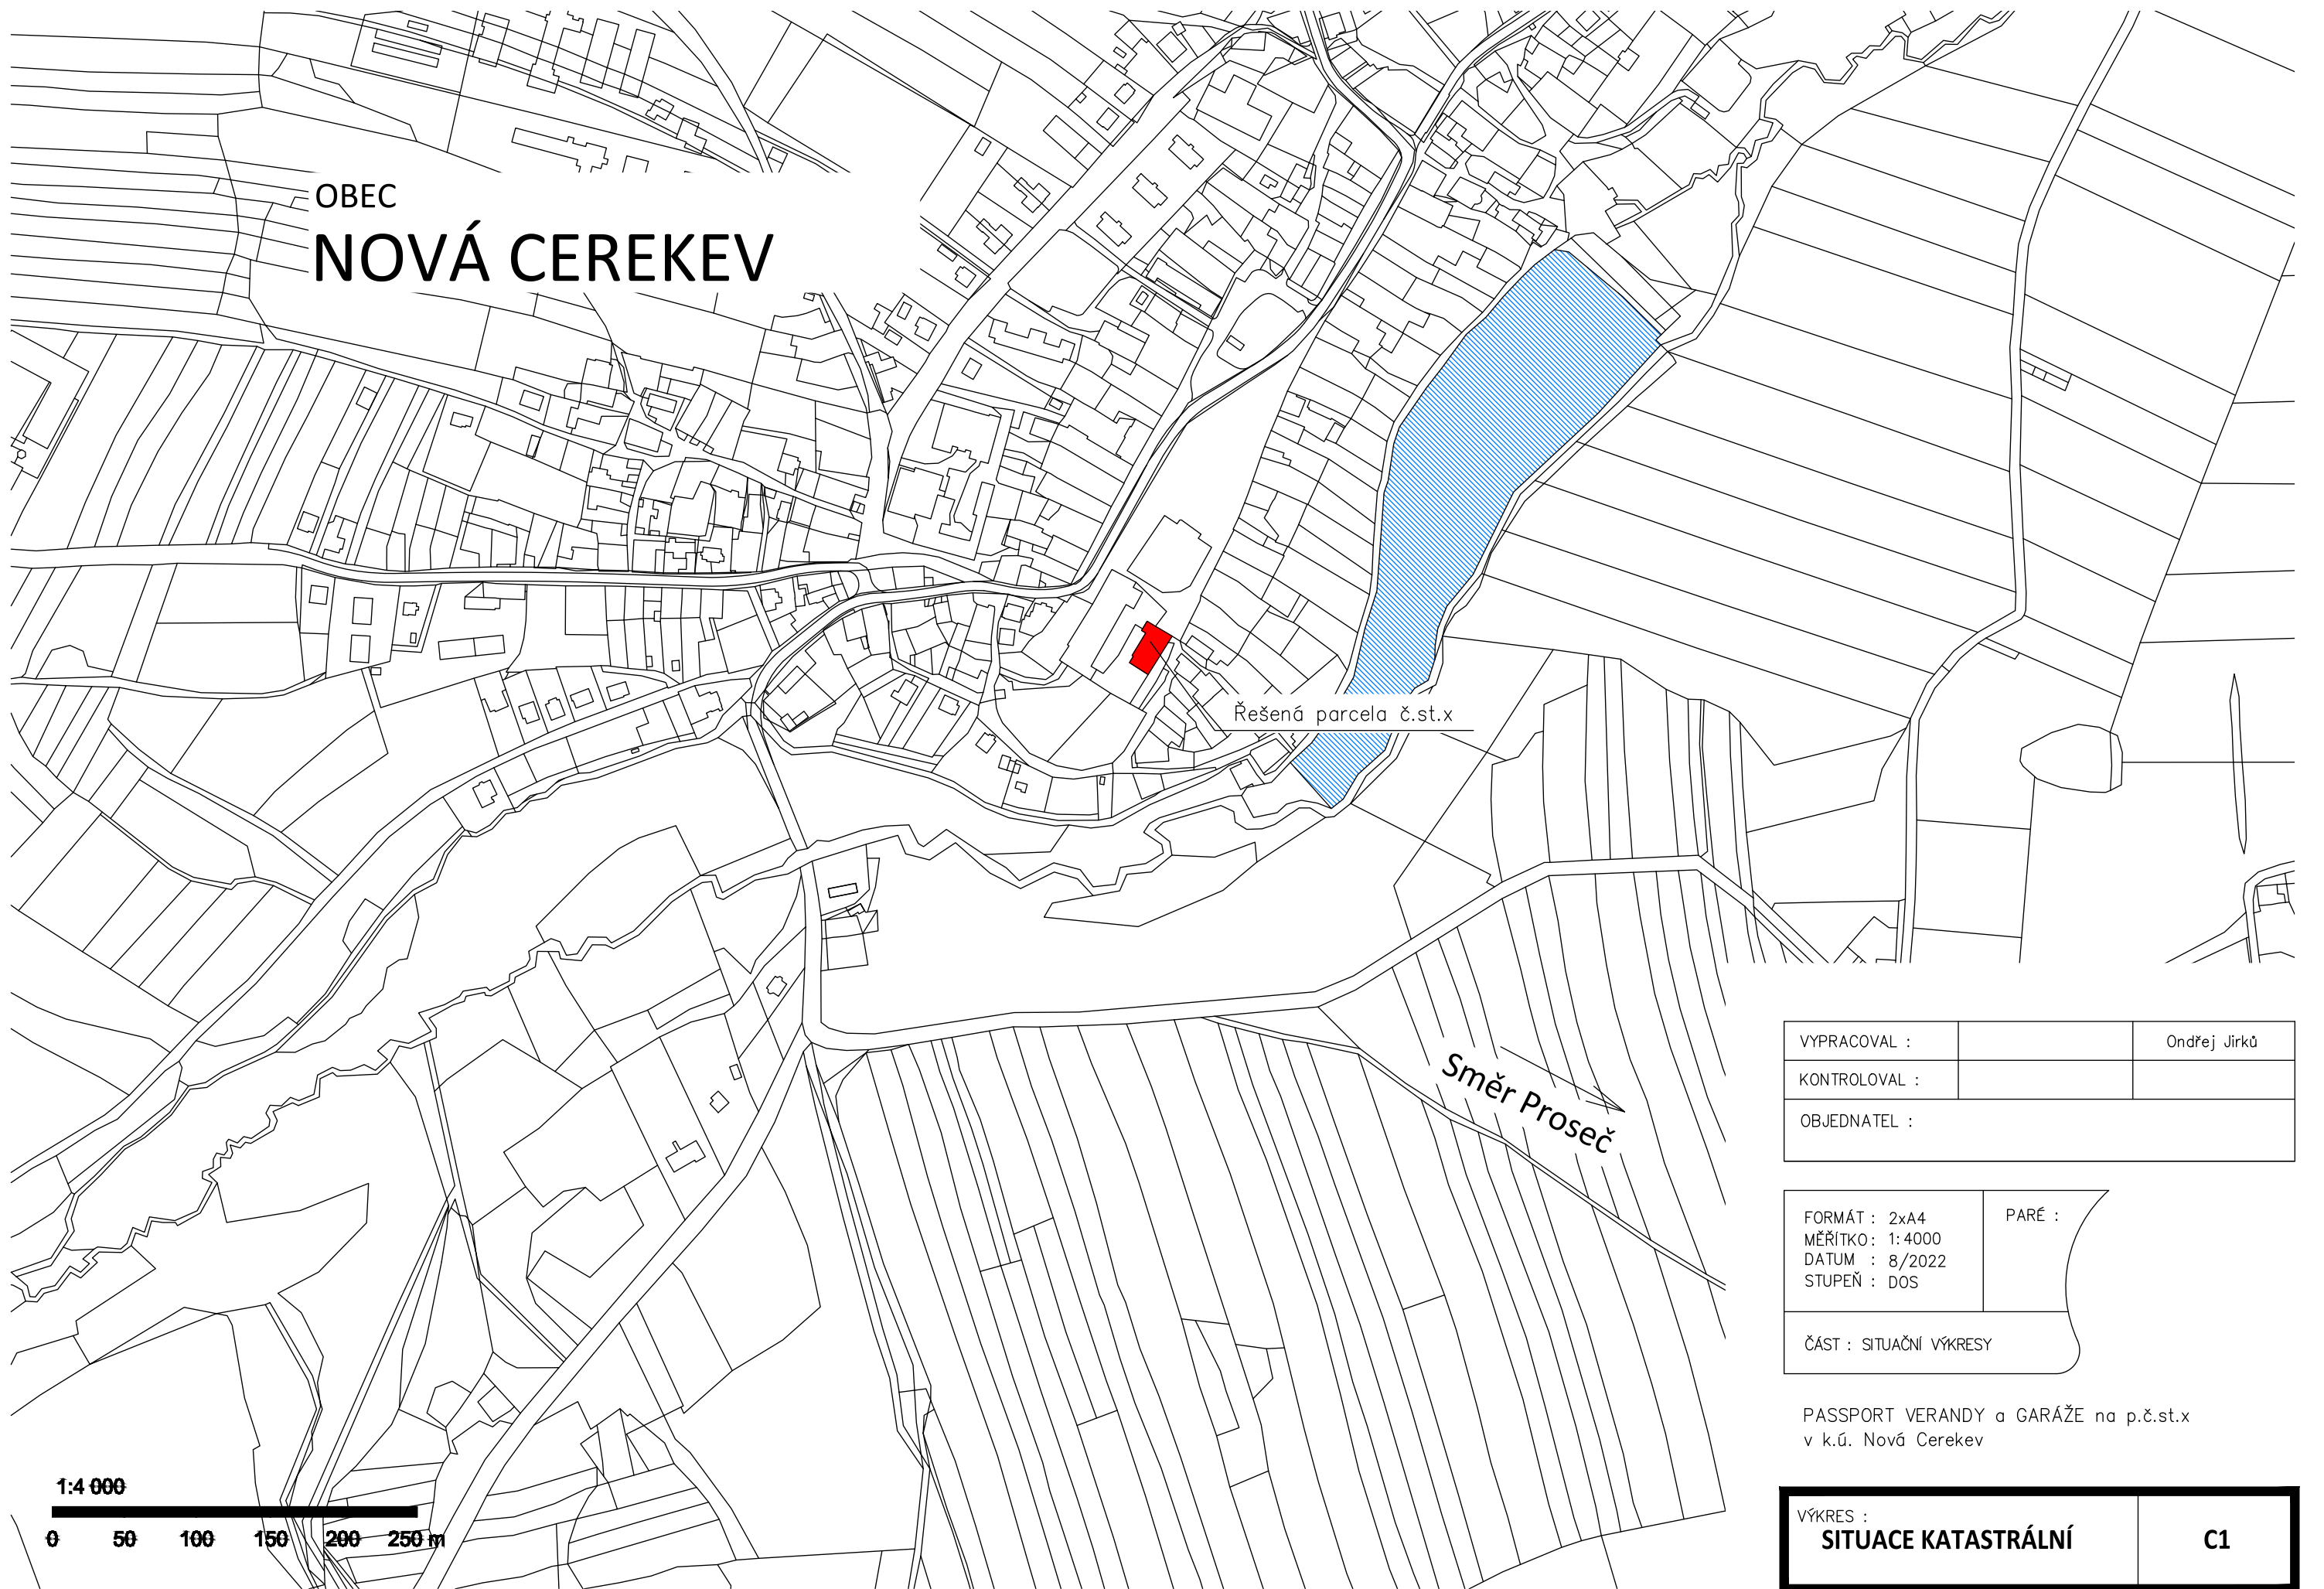 OBEC
NOVÁ CEREKEV
Řešená parcela č.st.x
Směr Proseč
VYPRACOVAL :
Ondřej Jirků
KONTROLOVAL :
OBJEDNATEL :
FORMÁT : 2xA4
MĚŘÍTKO: 1:4000
DATUM : 8/2022
STUPEŇ : DOS
PARÉ :
ČÁST : SITUAČNÍ VÝKRESY
PASSPORT VERANDY a GARÁŽE na p.č.st.x
v k.ú. Nová Cerekev
1:4 000
0 50 100 150 200 250 m
VÝKRES :
SITUACE KATASTRÁLNÍ
C1